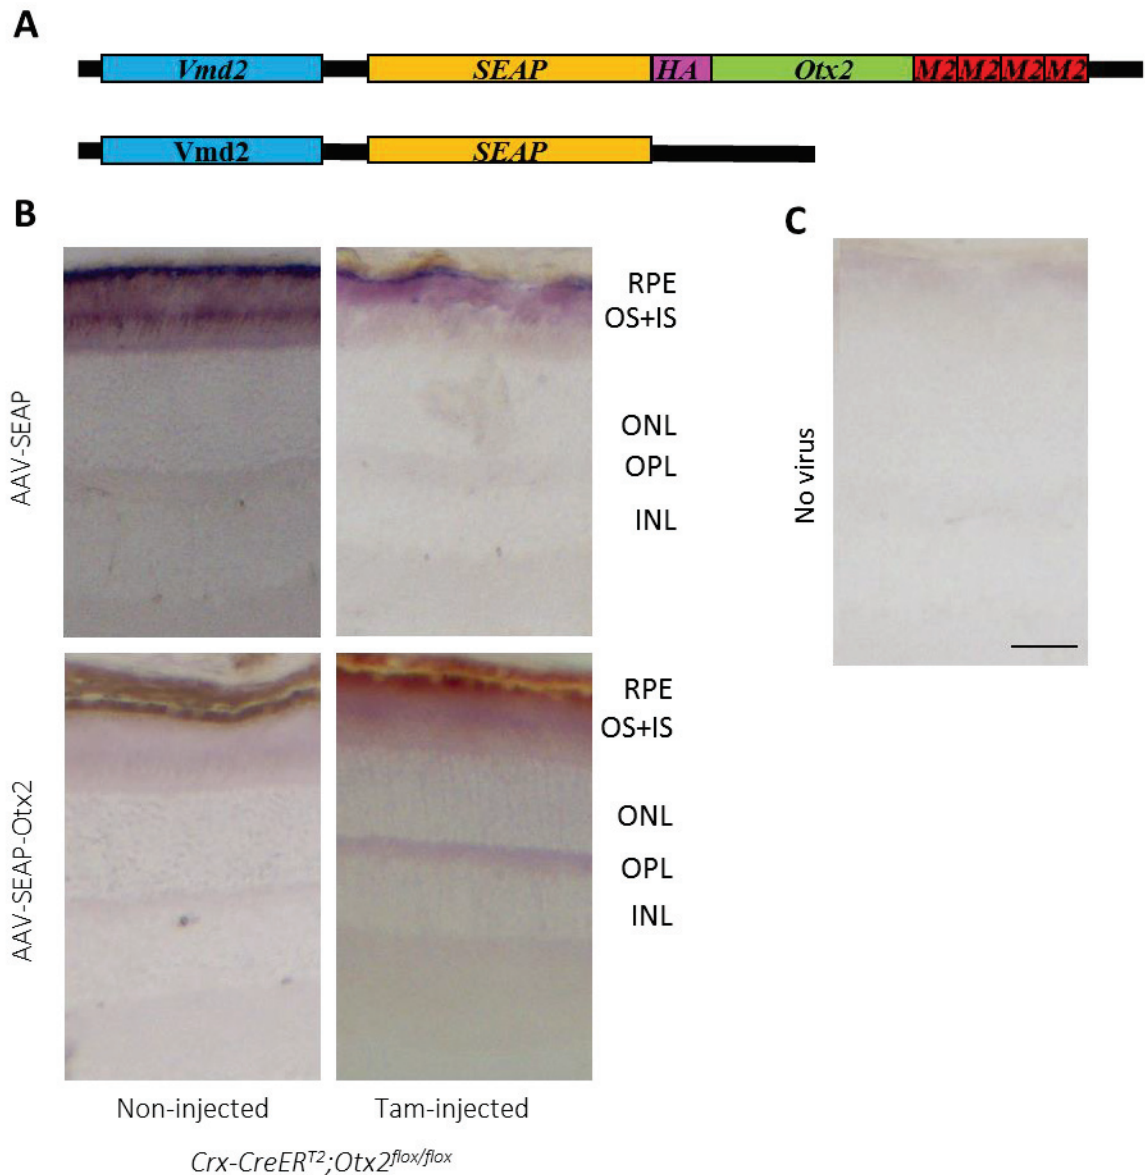 A
Vmd2 SEAP HA Otx2 M2 M2 M2 M2
Vmd2 SEAP
B
C
AAV-SEAP
RPE
OS+IS
ONL
OPL
INL
No virus
AAV-SEAP-Otx2
RPE
OS+IS
ONL
OPL
INL
Non-injected Tam-injected
Crx-CreERT2;Otx2flox/flox